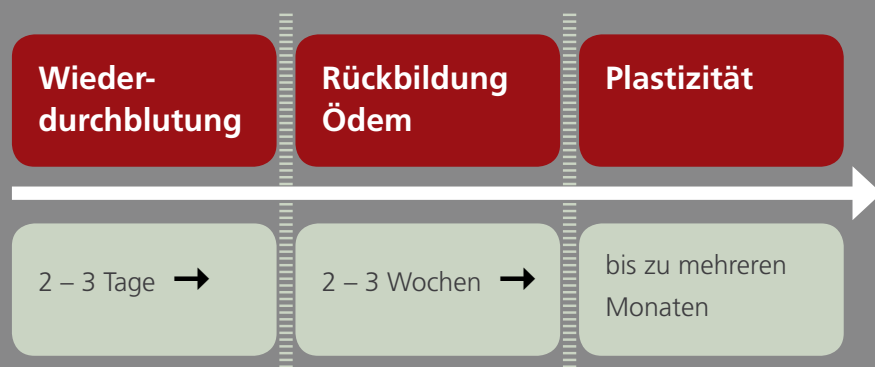 Wieder-
durchblutung
Rückbildung
Ödem
Plastizität
2 – 3 Tage ➞
2 – 3 Wochen ➞
bis zu mehreren
Monaten